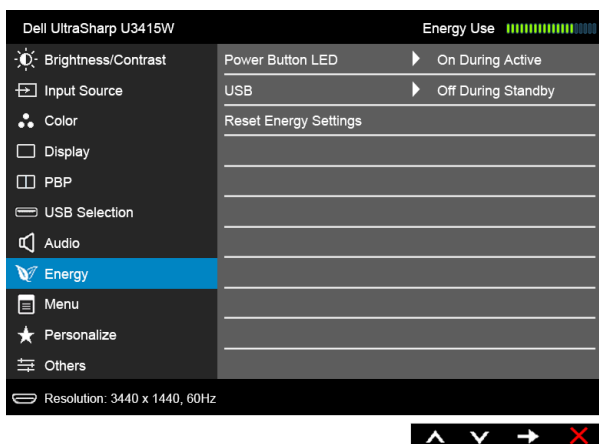 Dell UltraSharp U3415W Energy Use
Brightness/Contrast Power Button LED On During Active
Input Source USB Off During Standby
Color Reset Energy Settings
Display
PBP
USB Selection
Audio
Energy
Menu
Personalize
Others
Resolution: 3440 x 1440, 60Hz